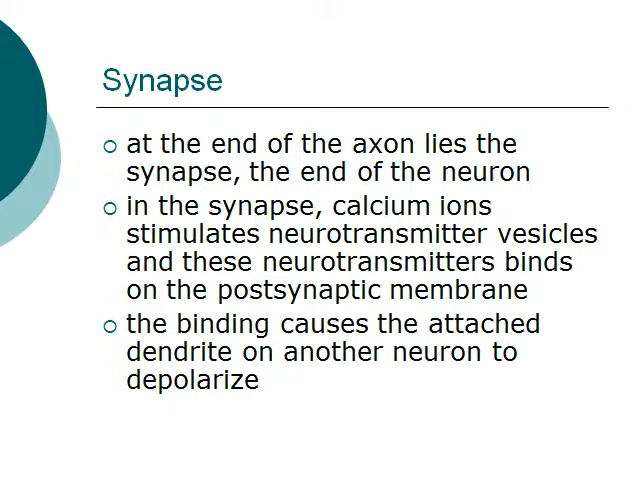 Synapse
at the end of the axon lies the
synapse, the end of the neuron
in the synapse, calcium ions
stimulates neurotransmitter vesicles
and these neurotransmitters binds
on the postsynaptic membrane
the binding causes the attached
dendrite on another neuron to
depolarize